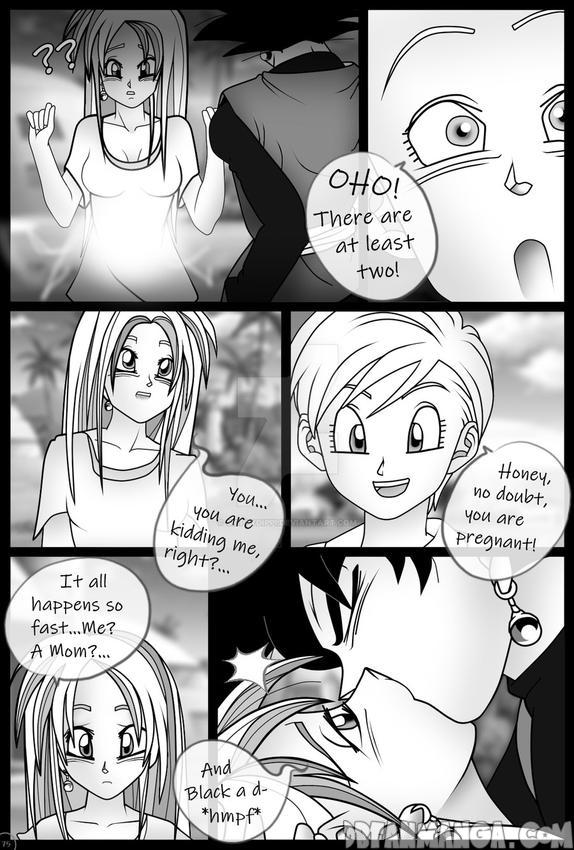 ??
OHO!
There are
at least
two!
You...
you are
kidding me,
right?...
Honey,
no doubt,
you are
pregnant!
It all
happens so
fast...Me?
A Mom?...
And
Black a d-
*hmpf*
75
DBFANMANGA.COM